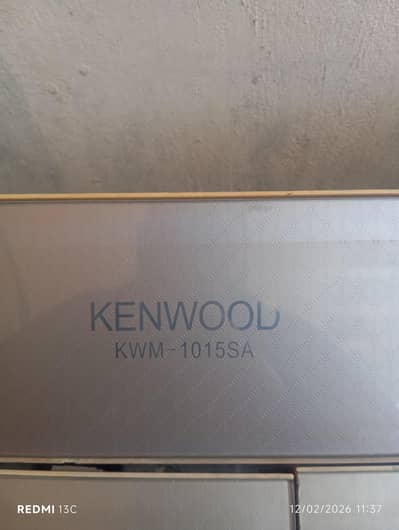 KENWOOD
KWM-1015SA
REDMI 13C
12/02/2026 11:37